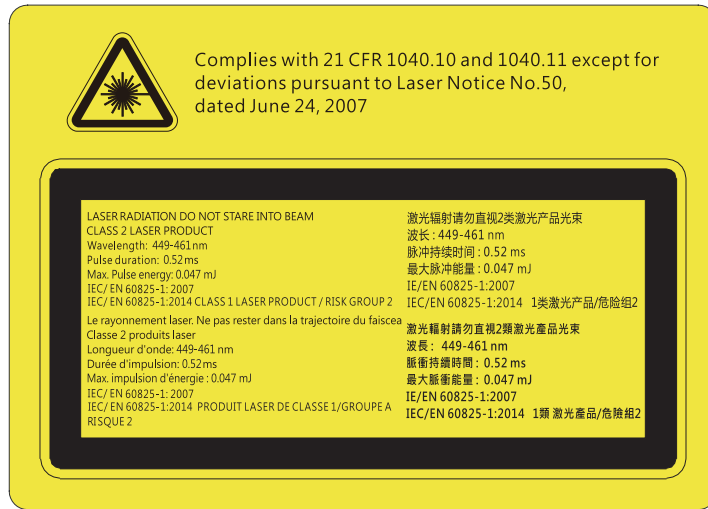 Complies with 21 CFR 1040.10 and 1040.11 except for
deviations pursuant to Laser Notice No.50,
dated June 24, 2007
LASER RADIATION DO NOT STARE INTO BEAM
CLASS 2 LASER PRODUCT
Wavelength: 449-461 nm
Pulse duration: 0.52ms
Max. Pulse energy: 0.047 mJ
IEC/ EN 60825-1: 2007
IEC/ EN 60825-1:2014 CLASS 1 LASER PRODUCT / RISK GROUP 2
Le rayonnement laser. Ne pas rester dans la trajectoire du faiscea
Classe 2 produits laser
Longueur d'onde: 449-461 nm
Durée d'impulsion: 0.52ms
Max. impulsion d'énergie : 0.047 mJ
IEC/ EN 60825-1: 2007
IEC/ EN 60825-1:2014 PRODUIT LASER DE CLASSE 1/GROUPE A
RISQUE 2
激光辐射请勿直视2类激光产品光束
波长 : 449-461 nm
脉冲持续时间 : 0.52 ms
最大脉冲能量 : 0.047 mJ
IE/EN 60825-1:2007
IEC/EN 60825-1:2014 1类激光产品/危险组2
激光輻射請勿直視2類激光產品光束
波長 : 449-461 nm
脈衝持續時間 : 0.52 ms
最大脈衝能量 : 0.047 mJ
IE/EN 60825-1:2007
IEC/EN 60825-1:2014 1類 激光產品/危險組2